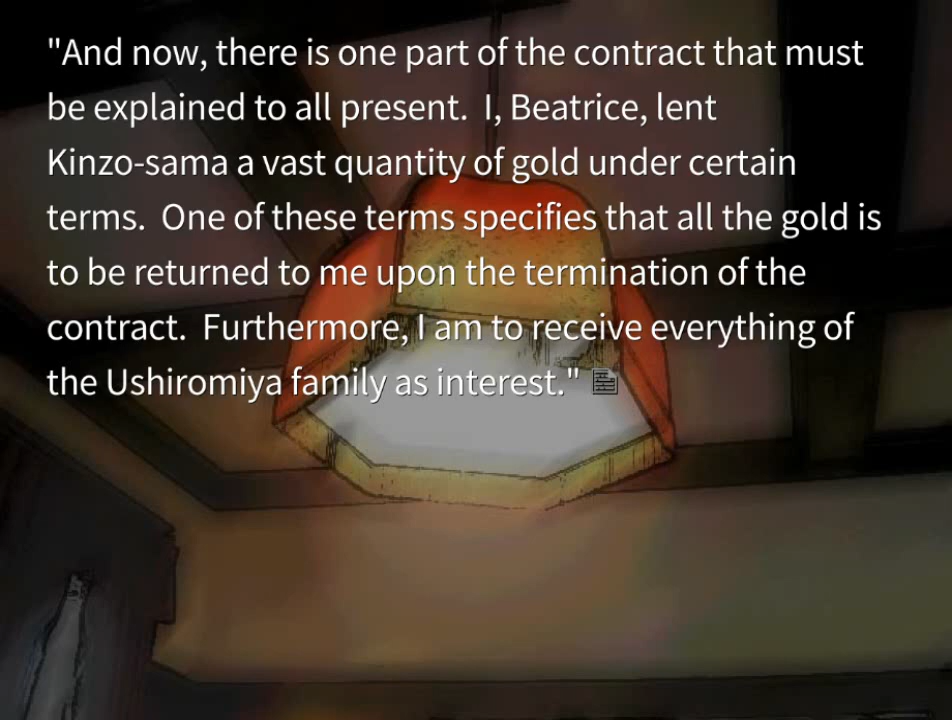 "And now, there is one part of the contract that must
be explained to all present.  I, Beatrice, lent
Kinzo-sama a vast quantity of gold under certain
terms.  One of these terms specifies that all the gold is
to be returned to me upon the termination of the
contract.  Furthermore, I am to receive everything of
the Ushiromiya family as interest."